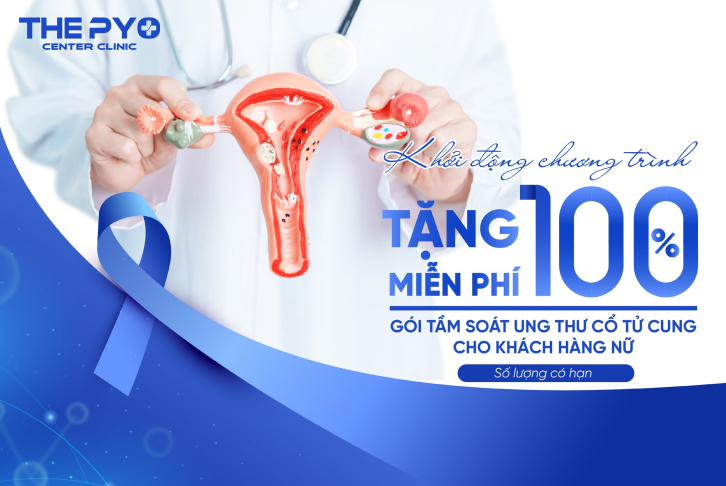 THE PYO
CENTER CLINIC
Khởi động chương trình
TẶNG 100%
MIỄN PHÍ
GÓI TẦM SOÁT UNG THƯ CỔ TỬ CUNG
CHO KHÁCH HÀNG NỮ
Số lượng có hạn